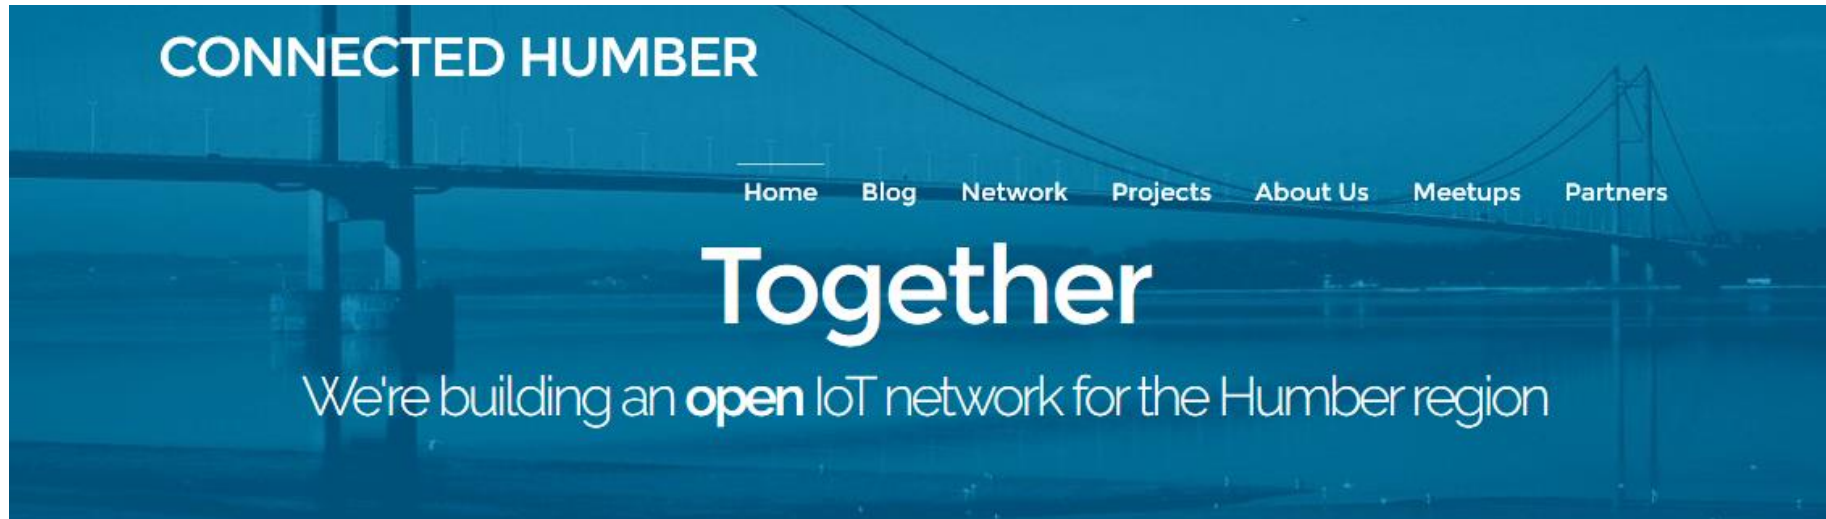 CONNECTED HUMBER
Home Blog Network Projects About Us Meetups Partners
Together
We're building an open IoT network for the Humber region